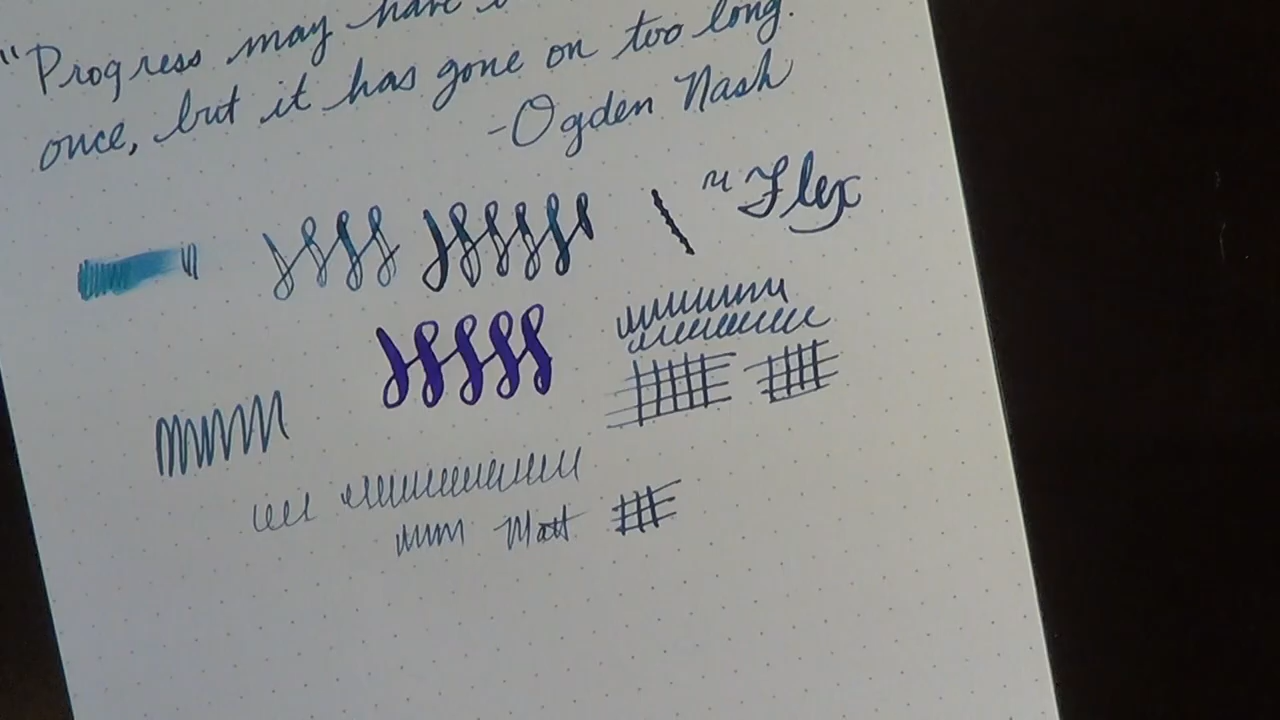 "Progress may have
once, but it has gone on too long.
-Ogden Nash
~ Flex
Matt